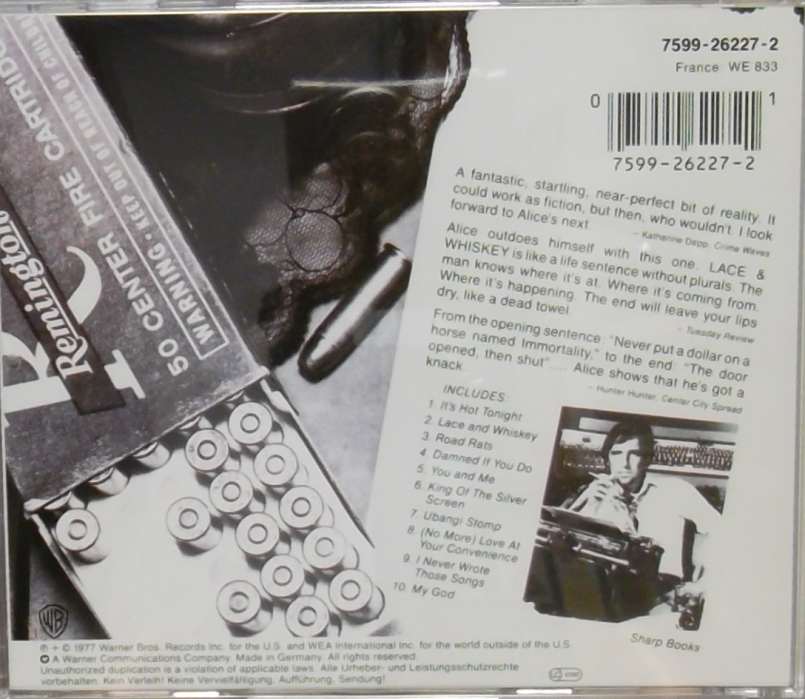 7599-26227-2
France: WE 833
0 1
7599-26227-2
50 CENTER FIRE CARTRIDG
WARNING • KEEP OUT OF REACH OF CHILDR
Remington
R
A fantastic, startling, near-perfect bit of reality. It
could work as fiction, but then, who wouldn't. I look
forward to Alice's next.
– Katherine Depp, Crime Waves
Alice outdoes himself with this one. LACE &
WHISKEY is like a life sentence without plurals. The
man knows where it's at. Where it's coming from.
Where it's happening. The end will leave your lips
dry, like a dead towel.
– Tuesday Review
From the opening sentence: "Never put a dollar on a
horse named Immortality," to the end: "The door
opened, then shut" . . . Alice shows that he's got a
knack.
– Hunter Hunter, Center City Spread
INCLUDES:
1. It's Hot Tonight
2. Lace and Whiskey
3. Road Rats
4. Damned If You Do
5. You and Me
6. King Of The Silver
Screen
7. Ubangi Stomp
8. (No More) Love At
Your Convenience
9. I Never Wrote
Those Songs
10. My God
Sharp Books
WB
℗ + © 1977 Warner Bros. Records Inc. for the U.S. and WEA International Inc. for the world outside of the U.S.
A Warner Communications Company. Made in Germany. All rights reserved.
Unauthorized duplication is a violation of applicable laws. Alle Urheber- und Leistungsschutzrechte
vorbehalten. Kein Verleih! Keine Vervielfältigung, Aufführung, Sendung!